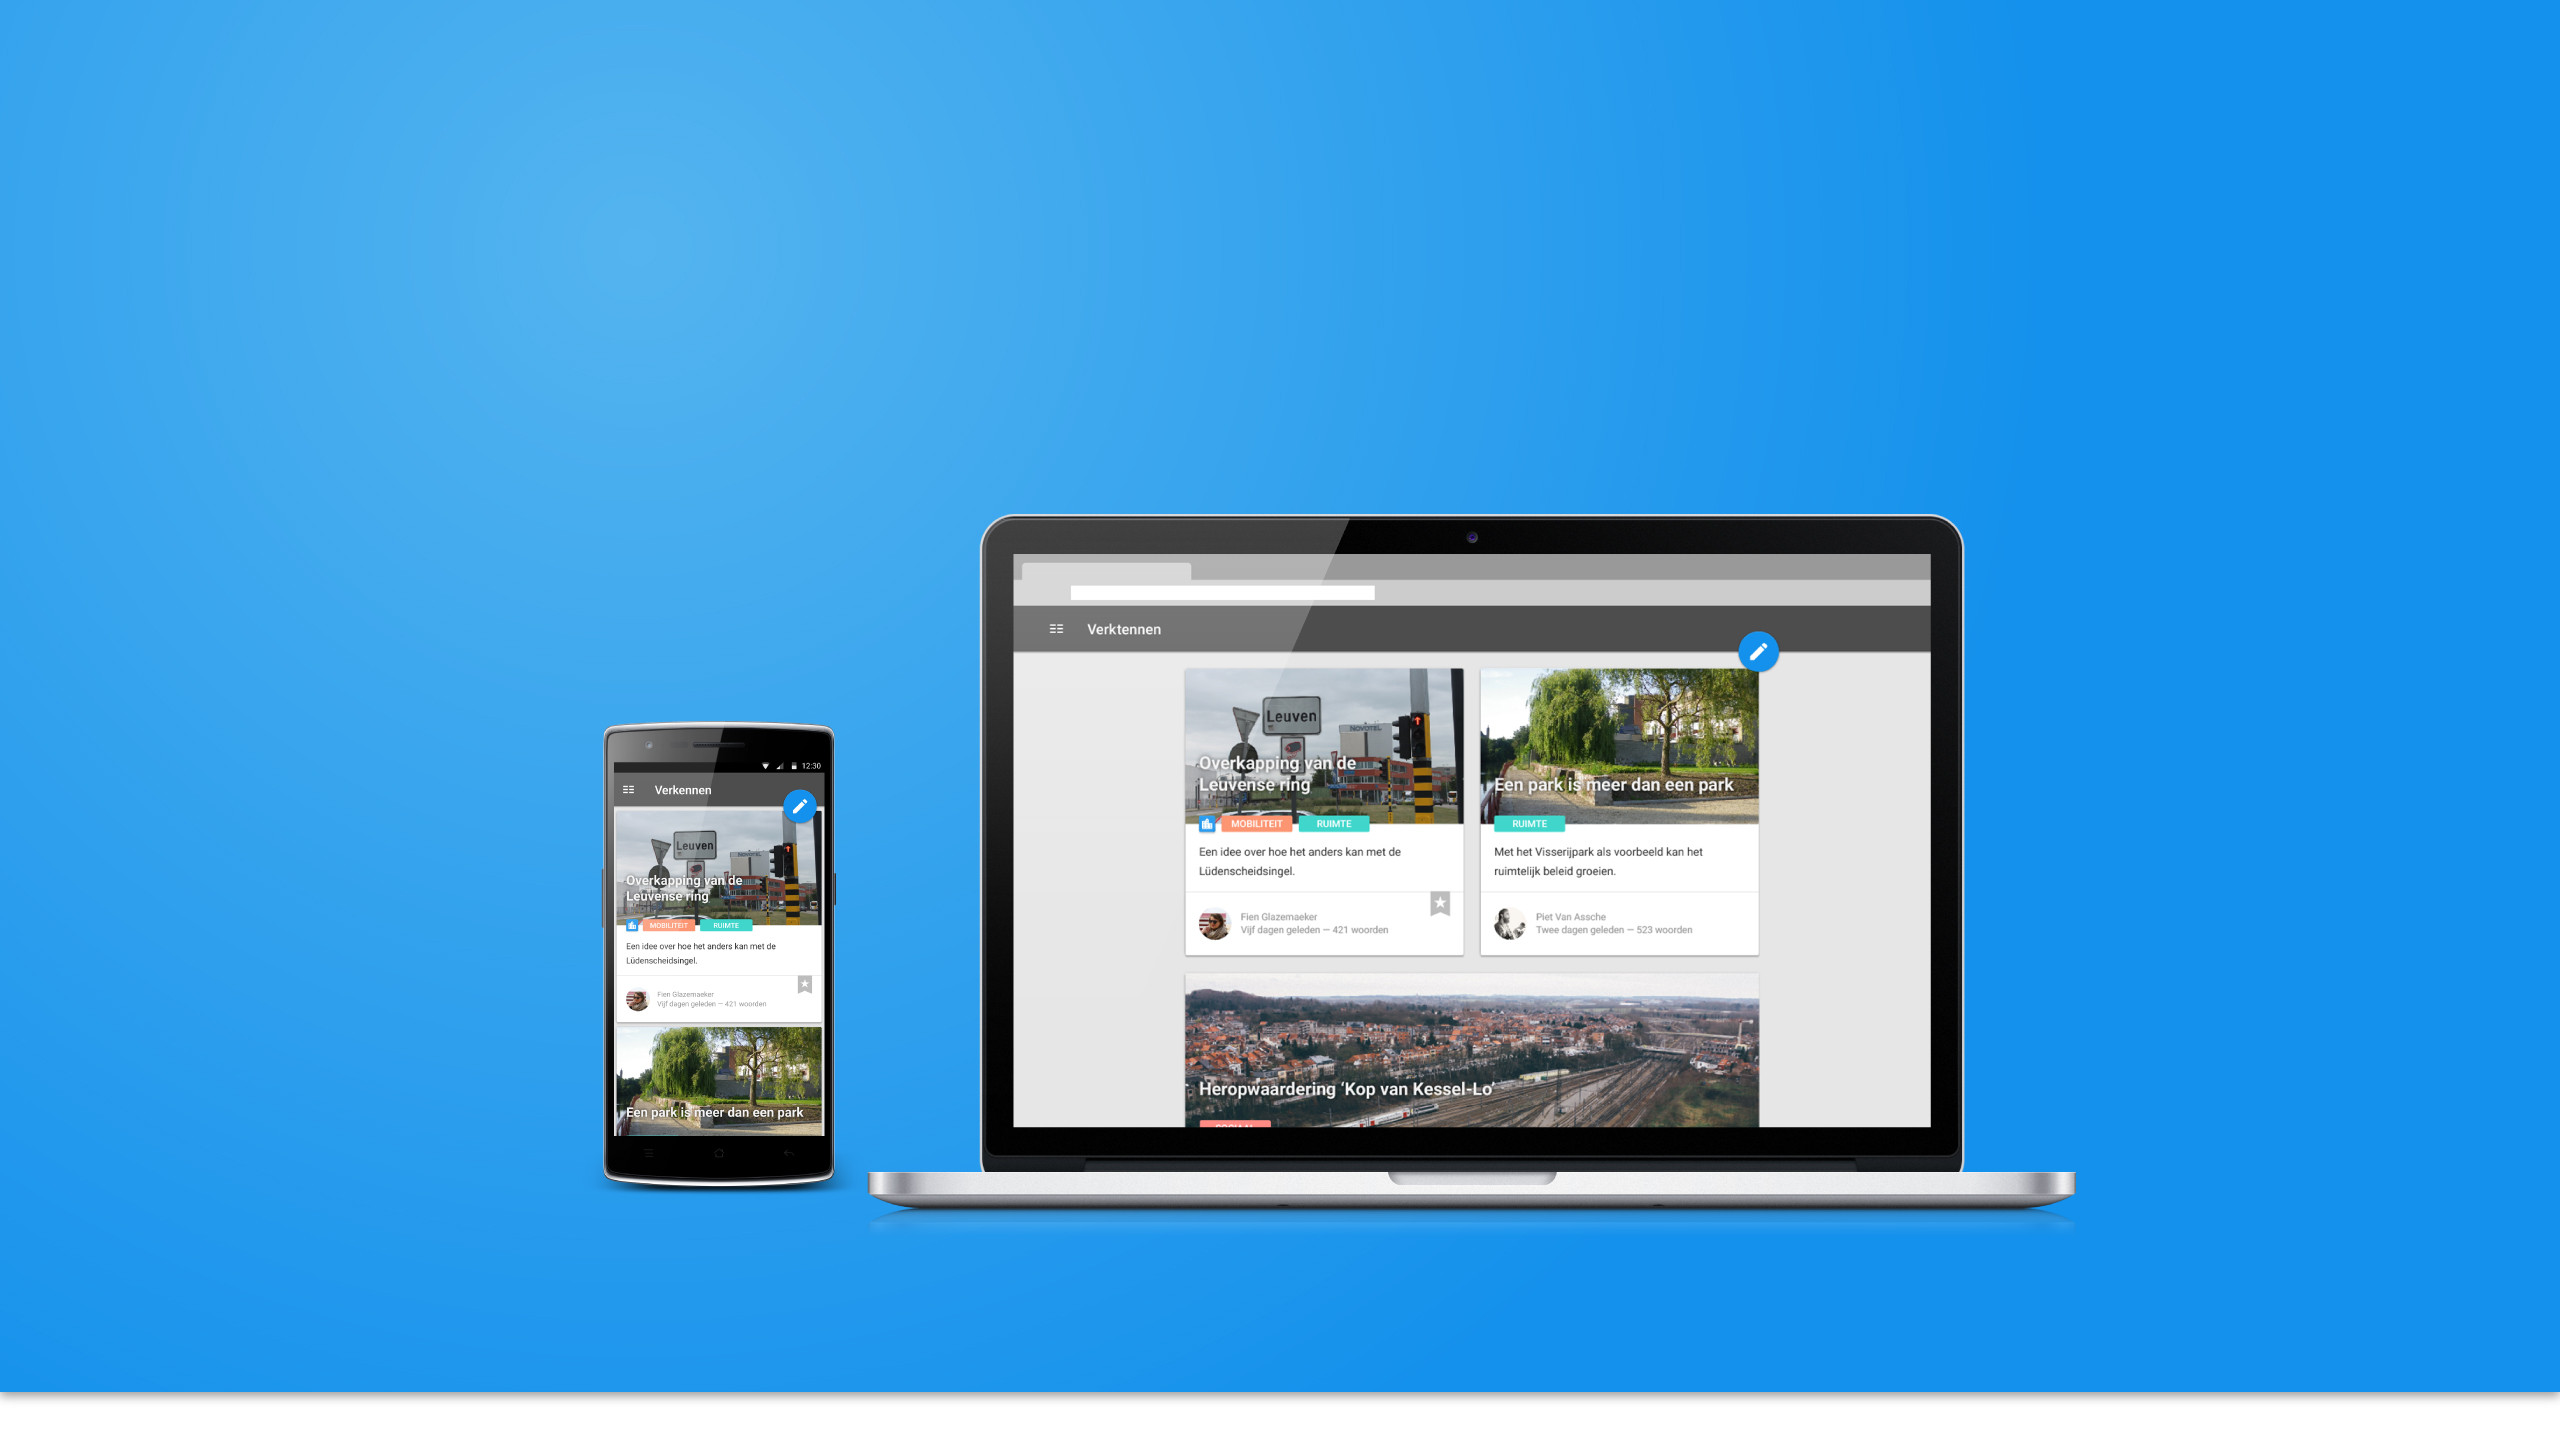 12:30
Verkennen
Leuven
NOVOTEL
Overkapping van de
Leuvense ring
MOBILITEIT
RUIMTE
Een idee over hoe het anders kan met de
Lüdenscheidsingel.
Fien Glazemaeker
Vijf dagen geleden — 421 woorden
Een park is meer dan een park
Verktennen
Leuven
NOVOTEL
Overkapping van de
Leuvense ring
MOBILITEIT
RUIMTE
Een idee over hoe het anders kan met de
Lüdenscheidsingel.
Fien Glazemaeker
Vijf dagen geleden — 421 woorden
Een park is meer dan een park
RUIMTE
Met het Visserijpark als voorbeeld kan het
ruimtelijk beleid groeien.
Piet Van Assche
Twee dagen geleden — 523 woorden
Heropwaardering ‘Kop van Kessel-Lo’